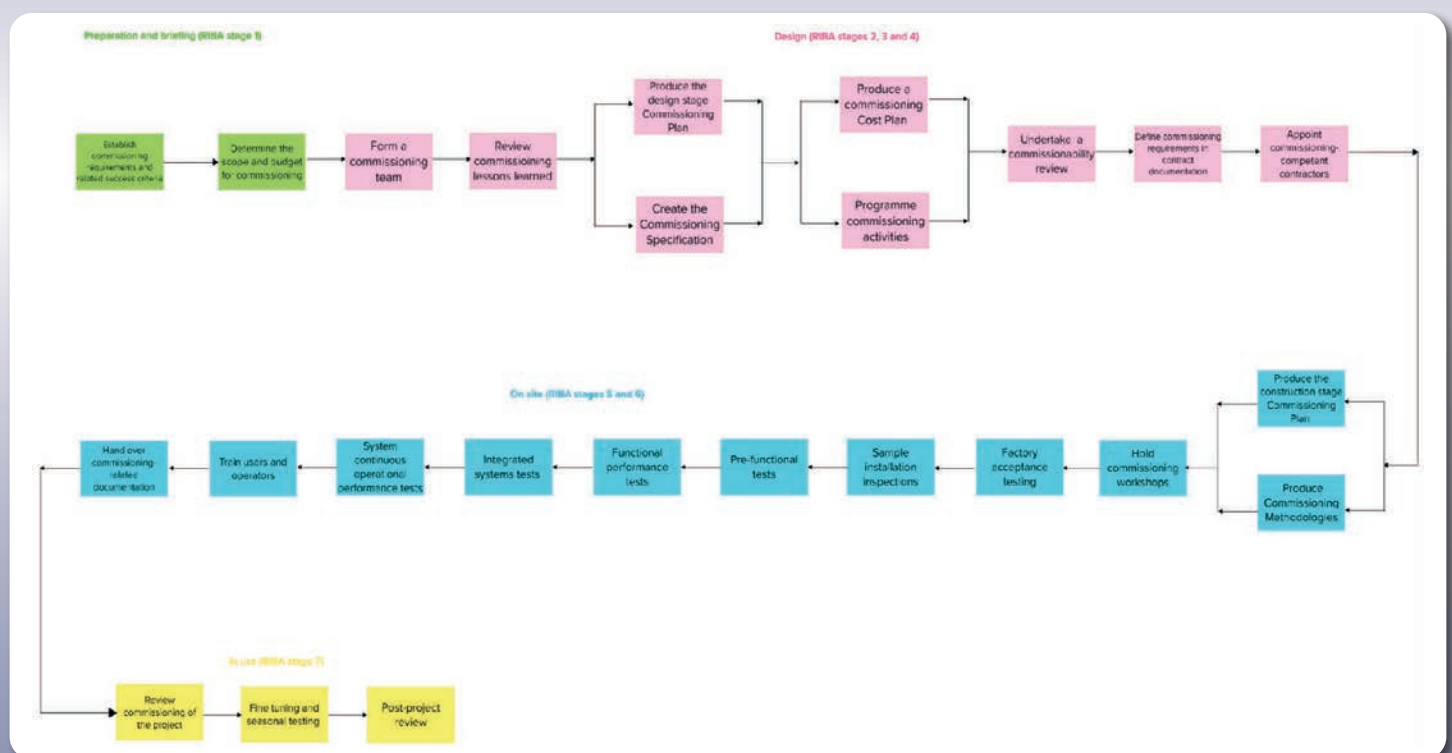 Preparation and briefing (RIBA stage 1)
Design (RIBA stages 2, 3 and 4)
Establish
commissioning
requirements and
related success criteria
Determine the
scope and budget
for commissioning
Form a
commissioning
team
Review
commissioining
lessons learned
Produce the
design stage
Commissioning
Plan
Create the
Commissioning
Specification
Produce a
commissioning
Cost Plan
Programme
commissioning
activities
Undertake a
commissionability
review
Define commissioning
requirements in
contract
documentation
Appoint
commissioning-
competent
contractors
On site (RIBA stages 5 and 6)
Produce the
construction stage
Commissioning
Plan
Produce
Commissioning
Methodologies
Hold
commissioning
workshops
Factory
acceptance
testing
Sample
installation
inspections
Pre-functional
tests
Functional
performance
tests
Integrated
systems tests
System
continuous
operational
performance tests
Train users and
operators
Hand over
commissioning-
related
documentation
In use (RIBA stage 7)
Review
commissioning of
the project
Fine tuning and
seasonal testing
Post-project
review